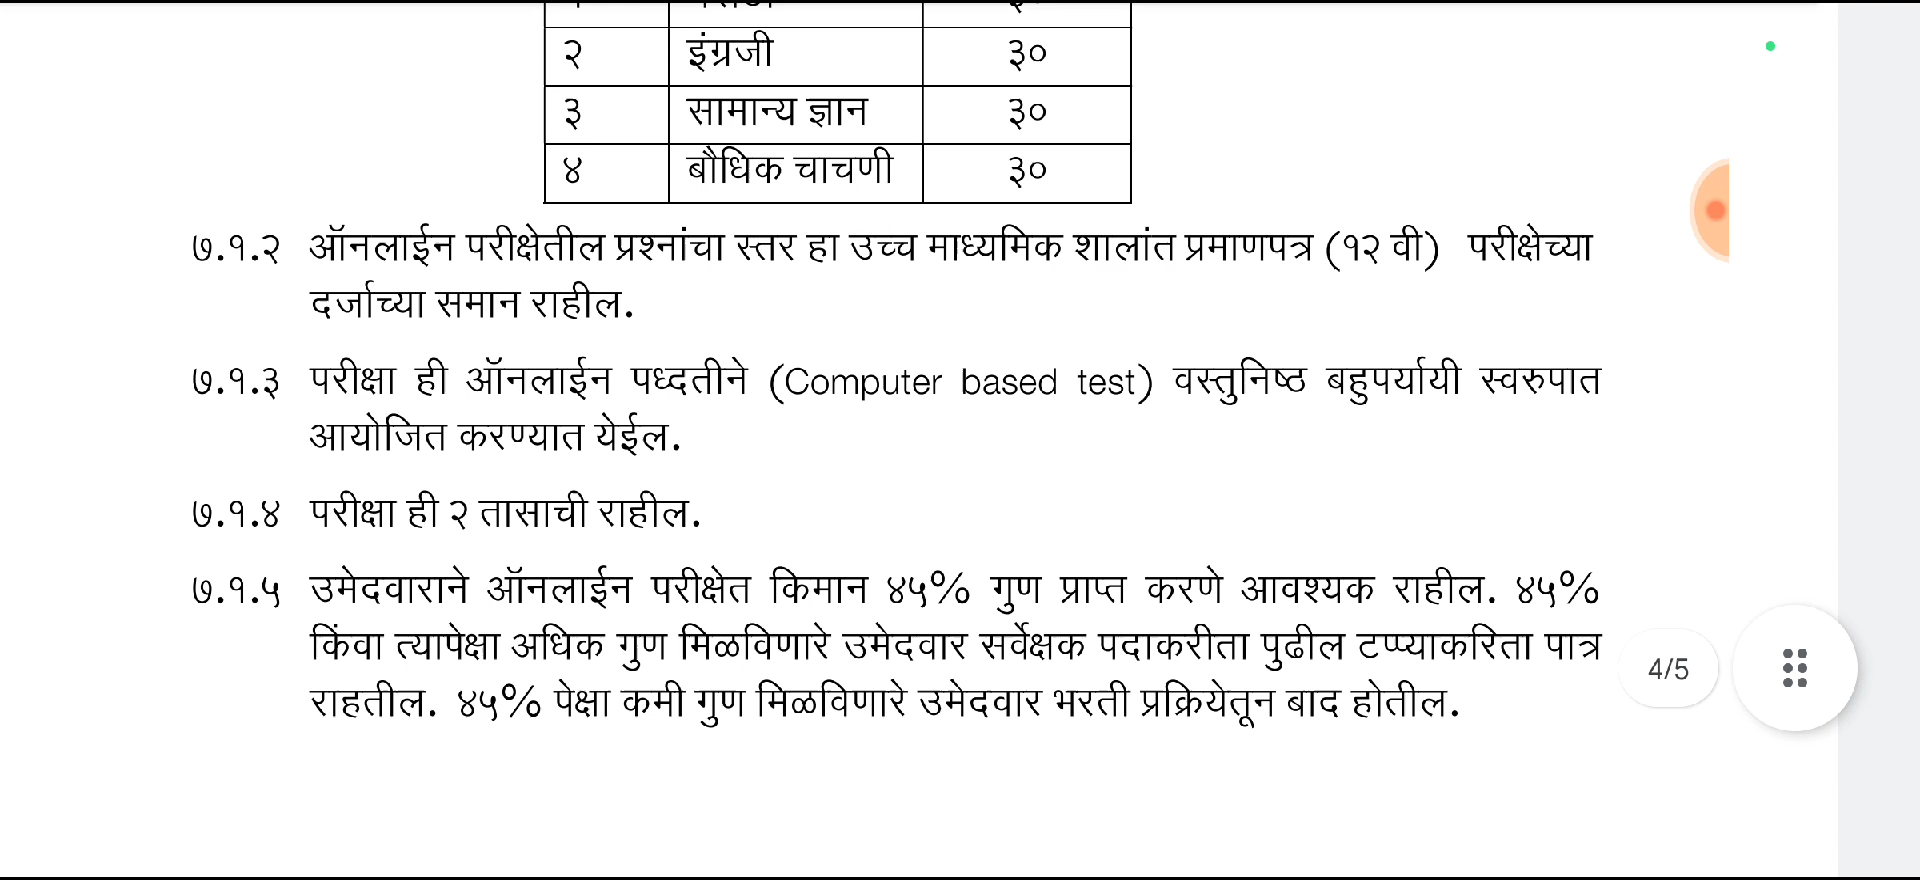 २ इंग्रजी ३०
३ सामान्य ज्ञान ३०
४ बौधिक चाचणी ३०
७.१.२ ऑनलाईन परीक्षेतील प्रश्नांचा स्तर हा उच्च माध्यमिक शालांत प्रमाणपत्र (१२ वी) परीक्षेच्या
दर्जाच्या समान राहील.
७.१.३ परीक्षा ही ऑनलाईन पध्दतीने (Computer based test) वस्तुनिष्ठ बहुपर्यायी स्वरुपात
आयोजित करण्यात येईल.
७.१.४ परीक्षा ही २ तासाची राहील.
७.१.५ उमेदवाराने ऑनलाईन परीक्षेत किमान ४५% गुण प्राप्त करणे आवश्यक राहील. ४५%
किंवा त्यापेक्षा अधिक गुण मिळविणारे उमेदवार सर्वेक्षक पदाकरीता पुढील टप्प्याकरिता पात्र
राहतील. ४५% पेक्षा कमी गुण मिळविणारे उमेदवार भरती प्रक्रियेतून बाद होतील.
4/5